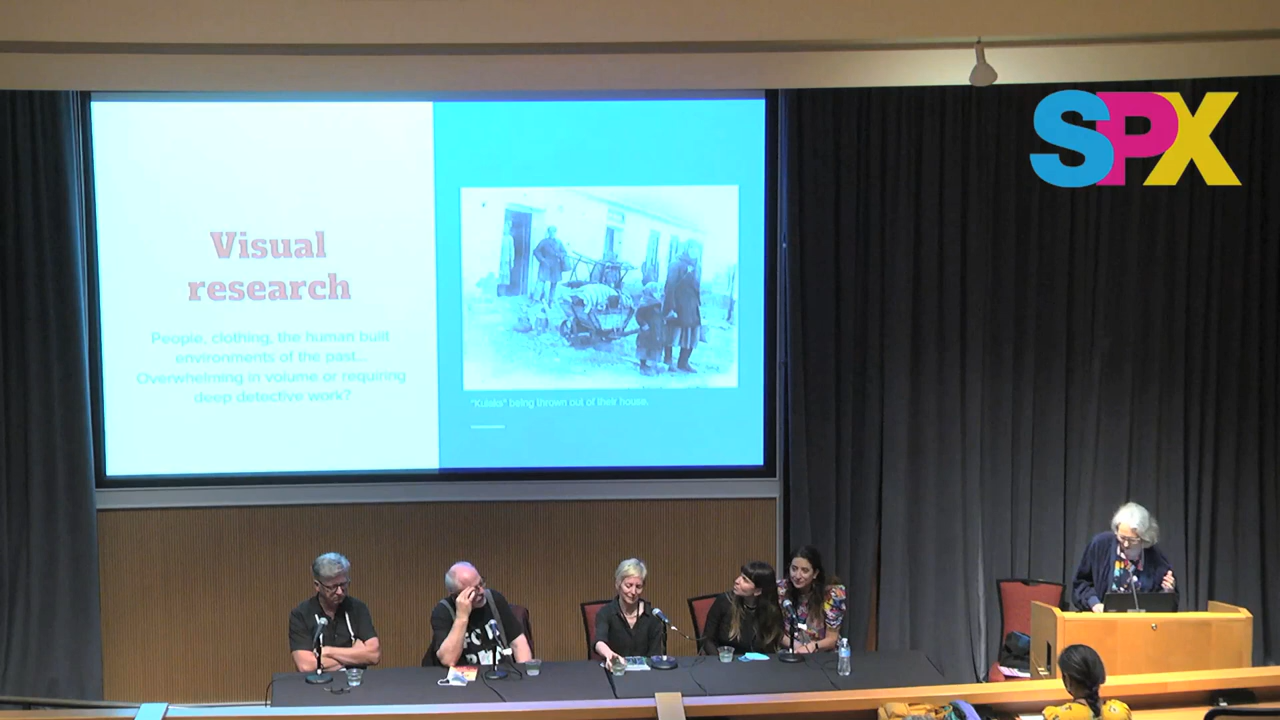 SPX
Visual
research
People, clothing, the human built
environments of the past...
Overwhelming in volume or requiring
deep detective work?
"Kulaks" being thrown out of their house.